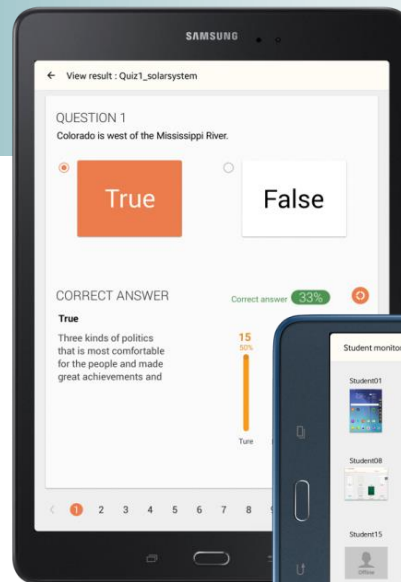 SAMSUNG
← View result : Quiz1_solarsystem
QUESTION 1
Colorado is west of the Mississippi River.
True
False
CORRECT ANSWER
Correct answer 33%
True
Three kinds of politics
that is most comfortable
for the people and made
great achievements and
15
50%
Ture
1 2 3 4 5 6 7 8
Student monitor
Student01
Student08
Student15
Offline